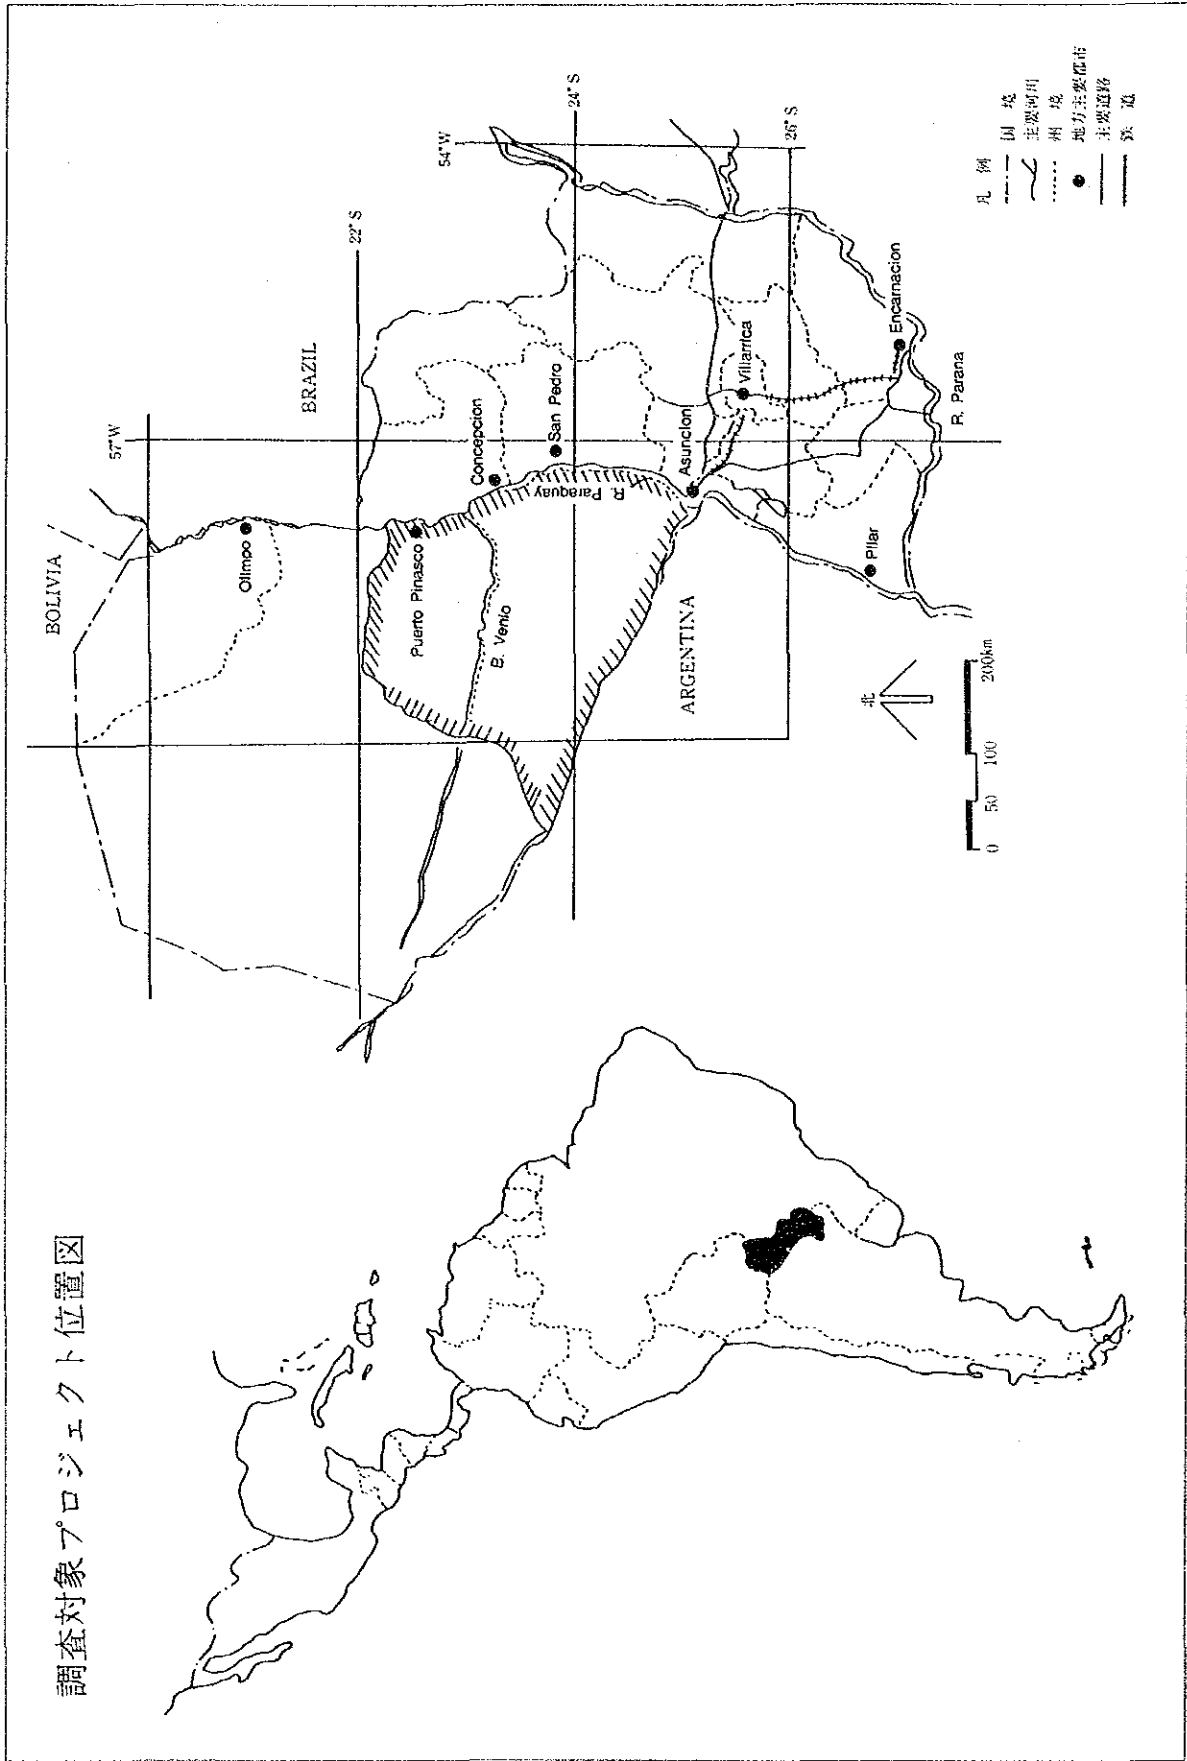 調査対象プロジェクト位置図
BOLIVIA
BRAZIL
ARGENTINA
57°W
54°W
22°S
24°S
26°S
Olimpo
Puerto Pinasco
Concepcion
San Pedro
B. Venio
R. Paraguay
Asuncion
Villarrica
Pilar
Encarnacion
R. Parana
北
0 50 100 200km
凡例
国境
主要河川
州境
地方主要都市
主要道路
鉄道